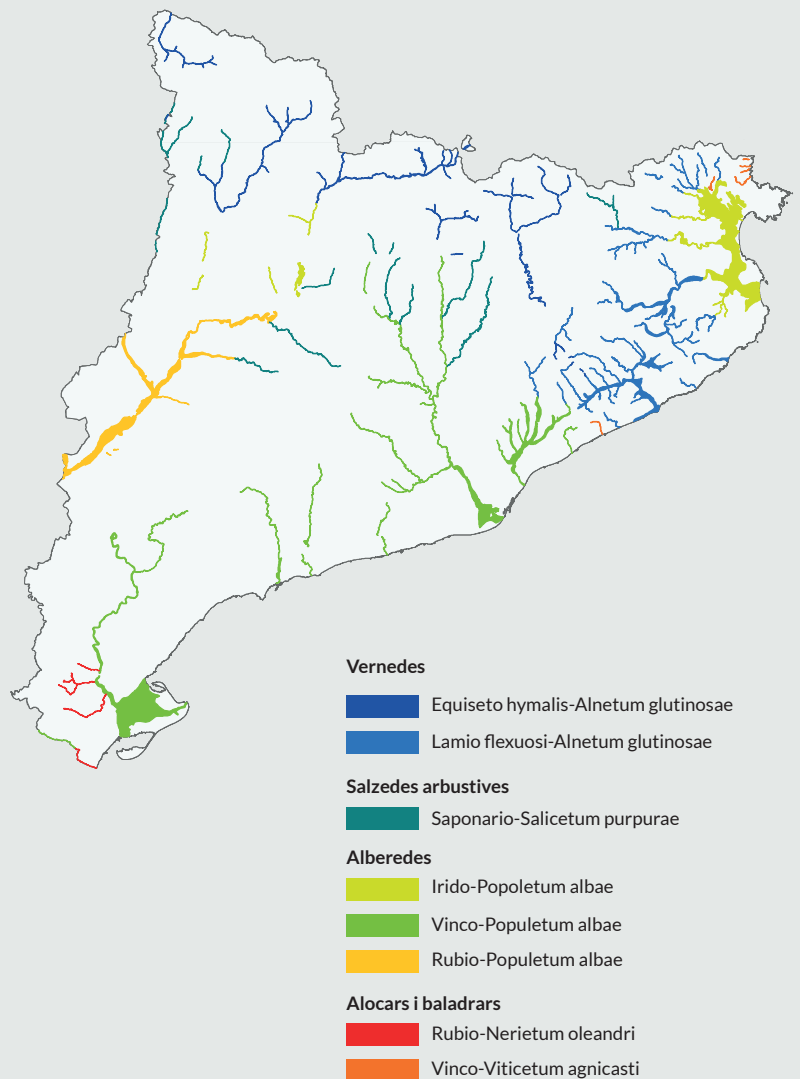 Vernedes
Equiseto hymalis-Alnetum glutinosae
Lamio flexuosi-Alnetum glutinosae
Salzedes arbustives
Saponario-Salicetum purpurae
Alberedes
Irido-Popoletum albae
Vinco-Populetum albae
Rubio-Populetum albae
Alocars i baladrars
Rubio-Nerietum oleandri
Vinco-Viticetum agnicasti